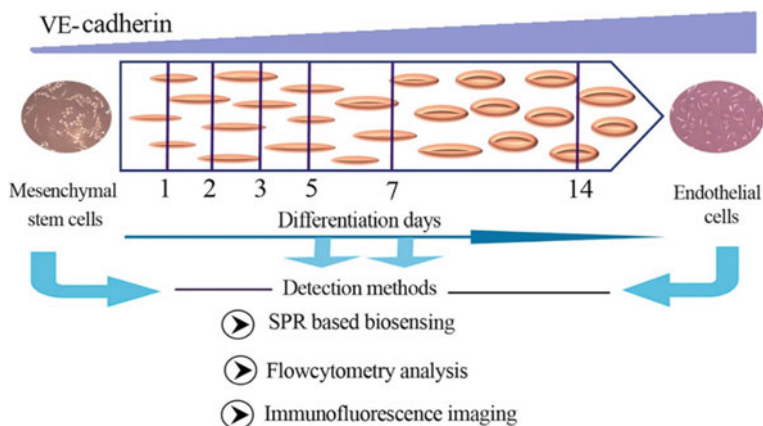 VE-cadherin
1 2 3 5 7 14
Mesenchymal
stem cells
Differentiation days
Endothelial
cells
Detection methods
SPR based biosensing
Flowcytometry analysis
Immunofluorescence imaging